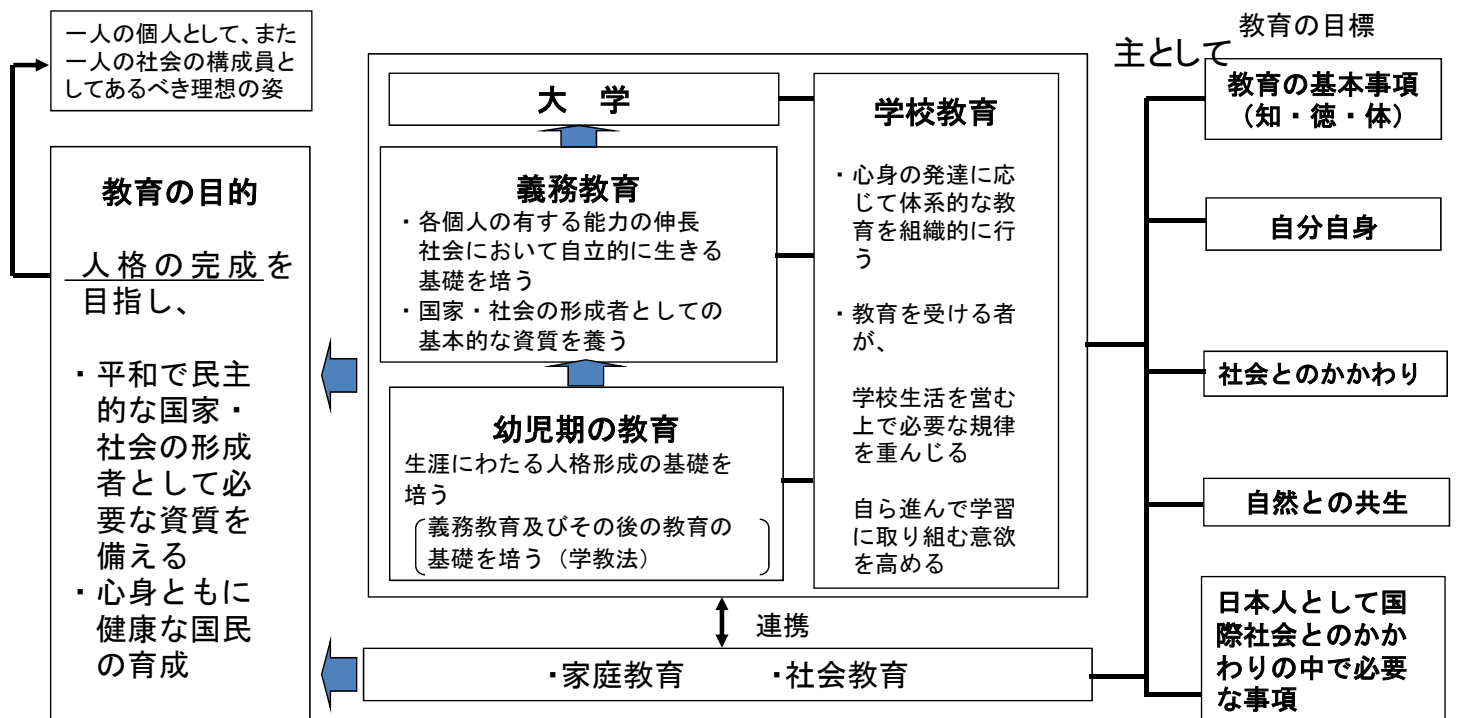 一人の個人として、また
一人の社会の構成員と
してあるべき理想の姿
教育の目的
人格の完成を
目指し、
・平和で民主
的な国家・
社会の形成
者として必
要な資質を
備える
・心身ともに
健康な国民
の育成
大 学
義務教育
・各個人の有する能力の伸長
社会において自立的に生きる
基礎を培う
・国家・社会の形成者としての
基本的な資質を養う
幼児期の教育
生涯にわたる人格形成の基礎を
培う
義務教育及びその後の教育の
基礎を培う（学教法）
学校教育
・心身の発達に応
じて体系的な教
育を組織的に行
う
・教育を受ける者
が、
学校生活を営む
上で必要な規律
を重んじる
自ら進んで学習
に取り組む意欲
を高める
連携
・家庭教育 ・社会教育
教育の目標
主として
教育の基本事項
（知・徳・体）
自分自身
社会とのかかわり
自然との共生
日本人として国
際社会とのかか
わりの中で必要
な事項